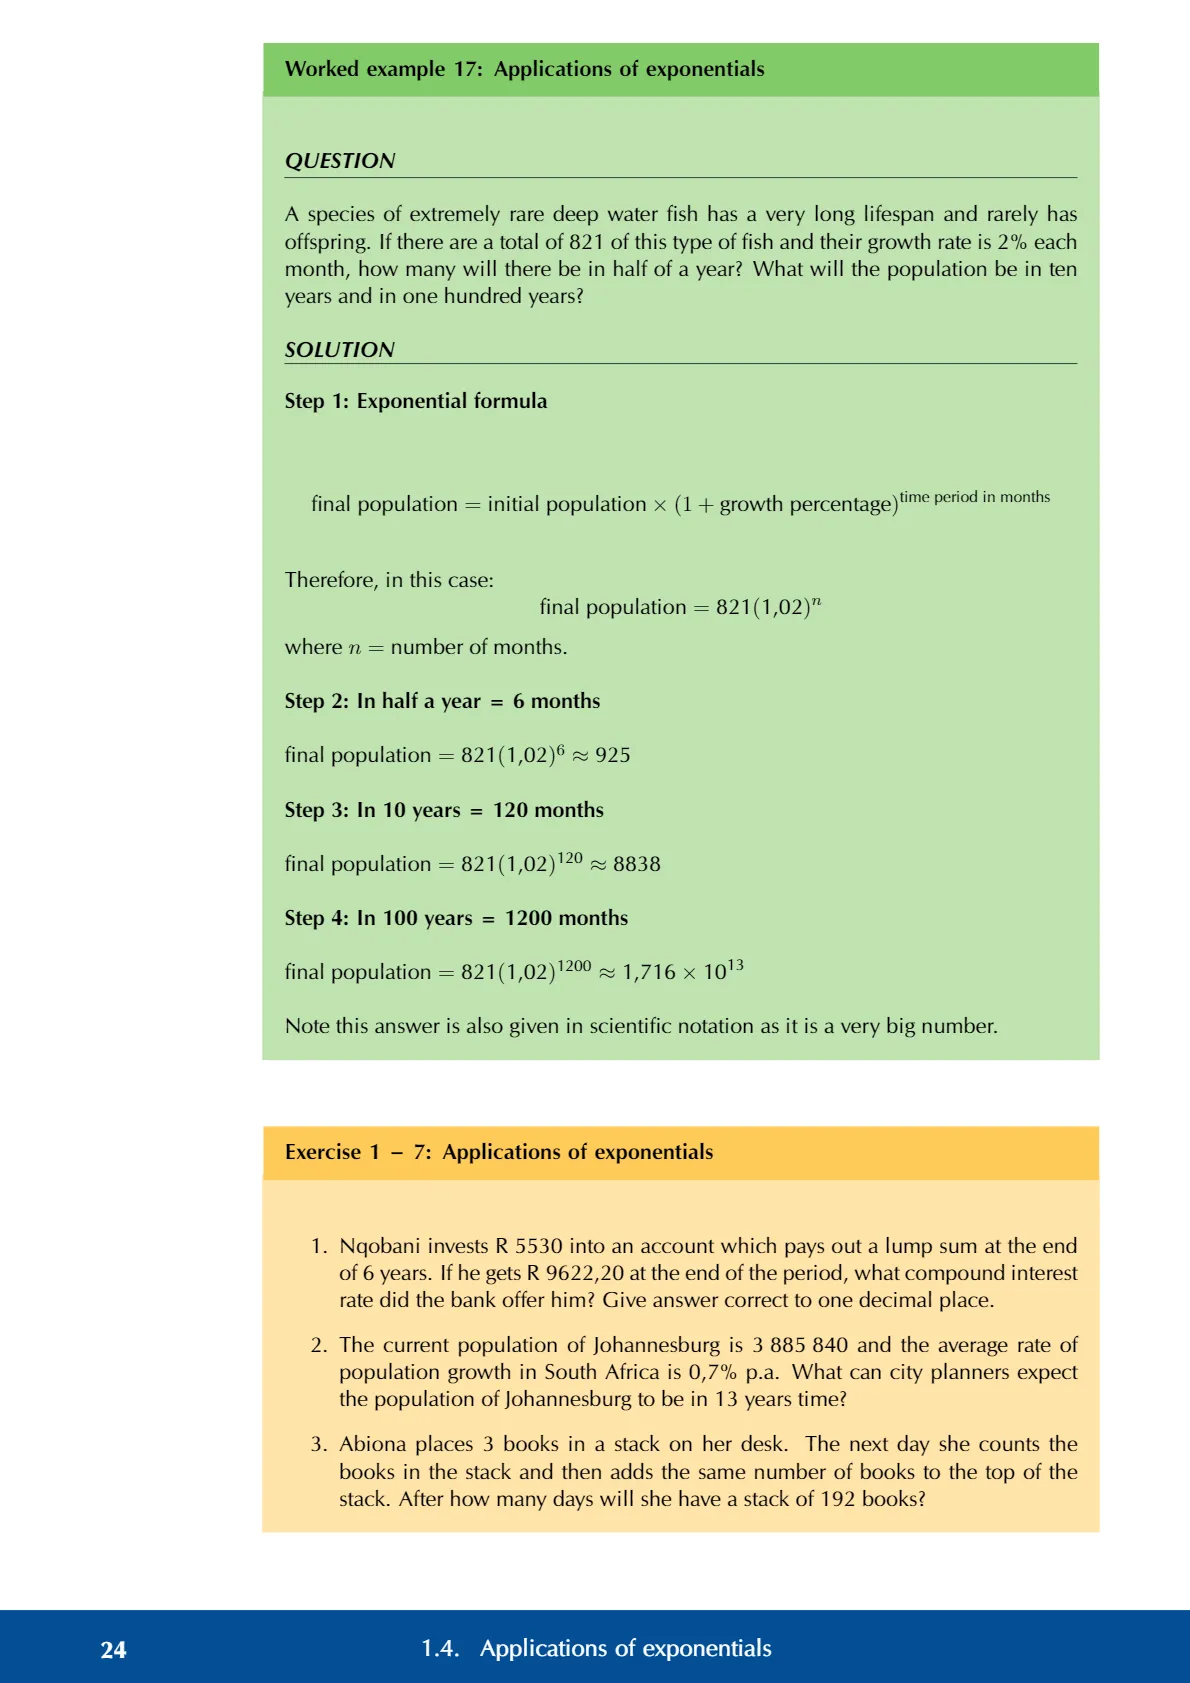 Worked example 17: Applications of exponentials
QUESTION
A species of extremely rare deep water fish has a very long lifespan and rarely has
offspring. If there are a total of 821 of this type of fish and their growth rate is 2% each
month, how many will there be in half of a year? What will the population be in ten
years and in one hundred years?
SOLUTION
Step 1: Exponential formula
final population = initial population × (1 + growth percentage)^time period in months
Therefore, in this case:
final population = 821(1,02)^n
where n = number of months.
Step 2: In half a year = 6 months
final population = 821(1,02)^6 ≈ 925
Step 3: In 10 years = 120 months
final population = 821(1,02)^120 ≈ 8838
Step 4: In 100 years = 1200 months
final population = 821(1,02)^1200 ≈ 1,716 × 10^13
Note this answer is also given in scientific notation as it is a very big number.
Exercise 1 – 7: Applications of exponentials
1. Nqobani invests R 5530 into an account which pays out a lump sum at the end
of 6 years. If he gets R 9622,20 at the end of the period, what compound interest
rate did the bank offer him? Give answer correct to one decimal place.
2. The current population of Johannesburg is 3 885 840 and the average rate of
population growth in South Africa is 0,7% p.a. What can city planners expect
the population of Johannesburg to be in 13 years time?
3. Abiona places 3 books in a stack on her desk. The next day she counts the
books in the stack and then adds the same number of books to the top of the
stack. After how many days will she have a stack of 192 books?
24 1.4. Applications of exponentials